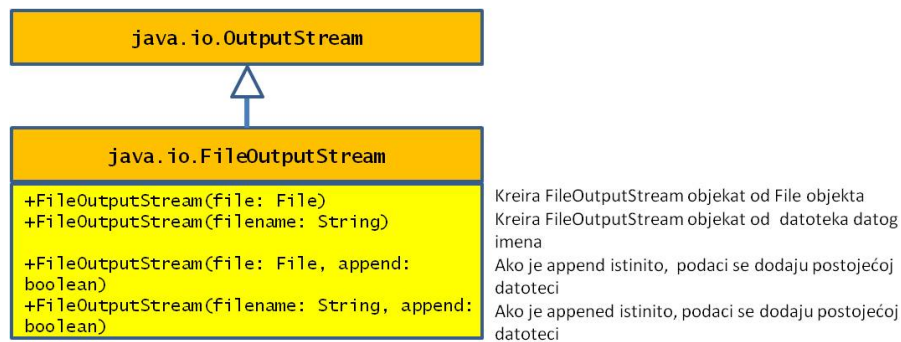 java.io.OutputStream
java.io.FileOutputStream
+FileOutputStream(file: File)
+FileOutputStream(filename: String)
+FileOutputStream(file: File, append:
boolean)
+FileOutputStream(filename: String, append:
boolean)
Kreira FileOutputStream objekat od File objekta
Kreira FileOutputStream objekat od datoteka datog
imena
Ako je append istinito, podaci se dodaju postojećoj
datoteci
Ako je appened istinito, podaci se dodaju postojećoj
datoteci